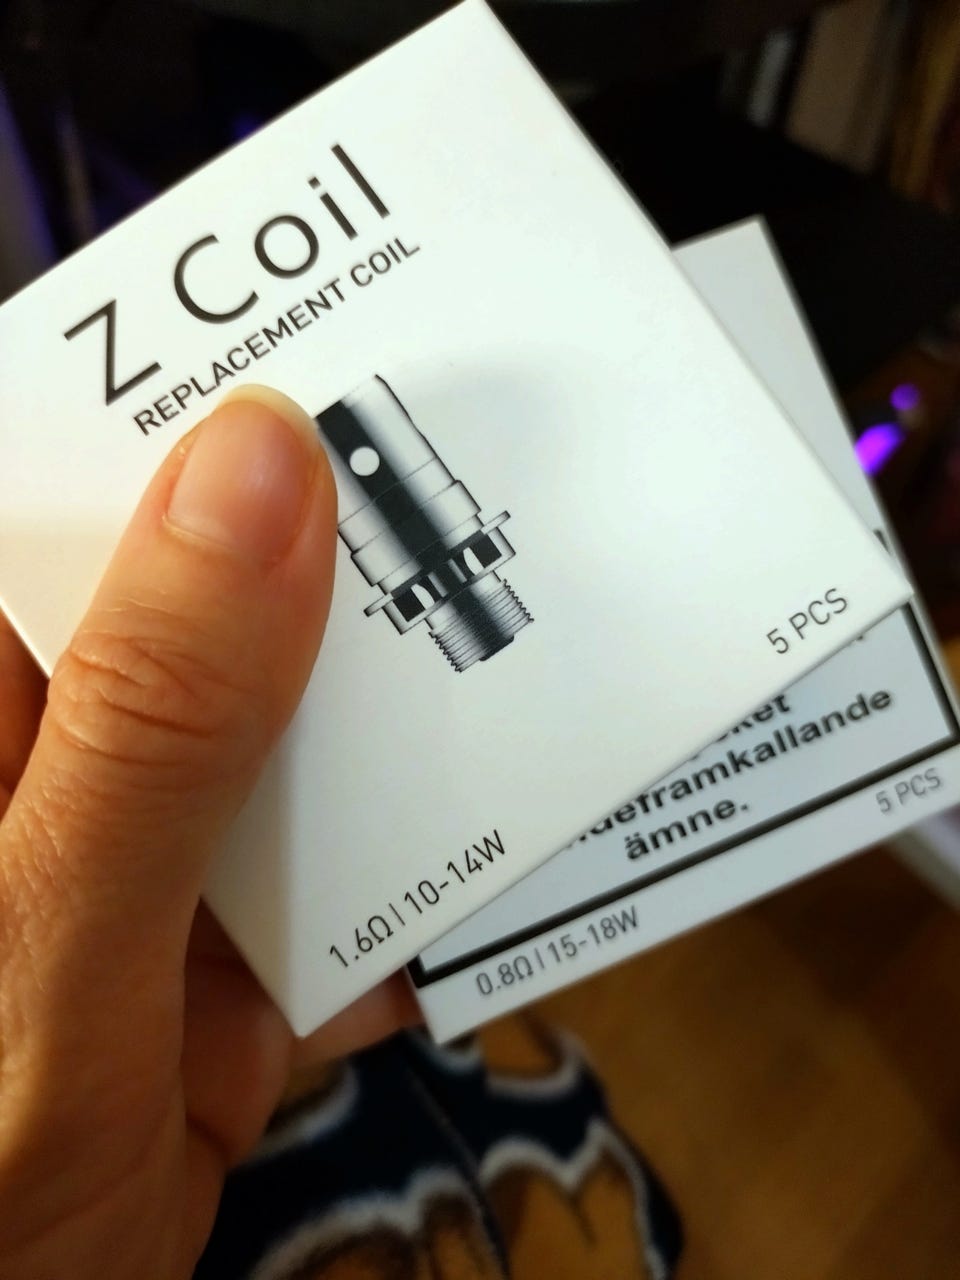 Z Coil
REPLACEMENT COIL
5 PCS
1.6Ω | 10-14W
ämne.
5 PCS
0.8Ω | 15-18W